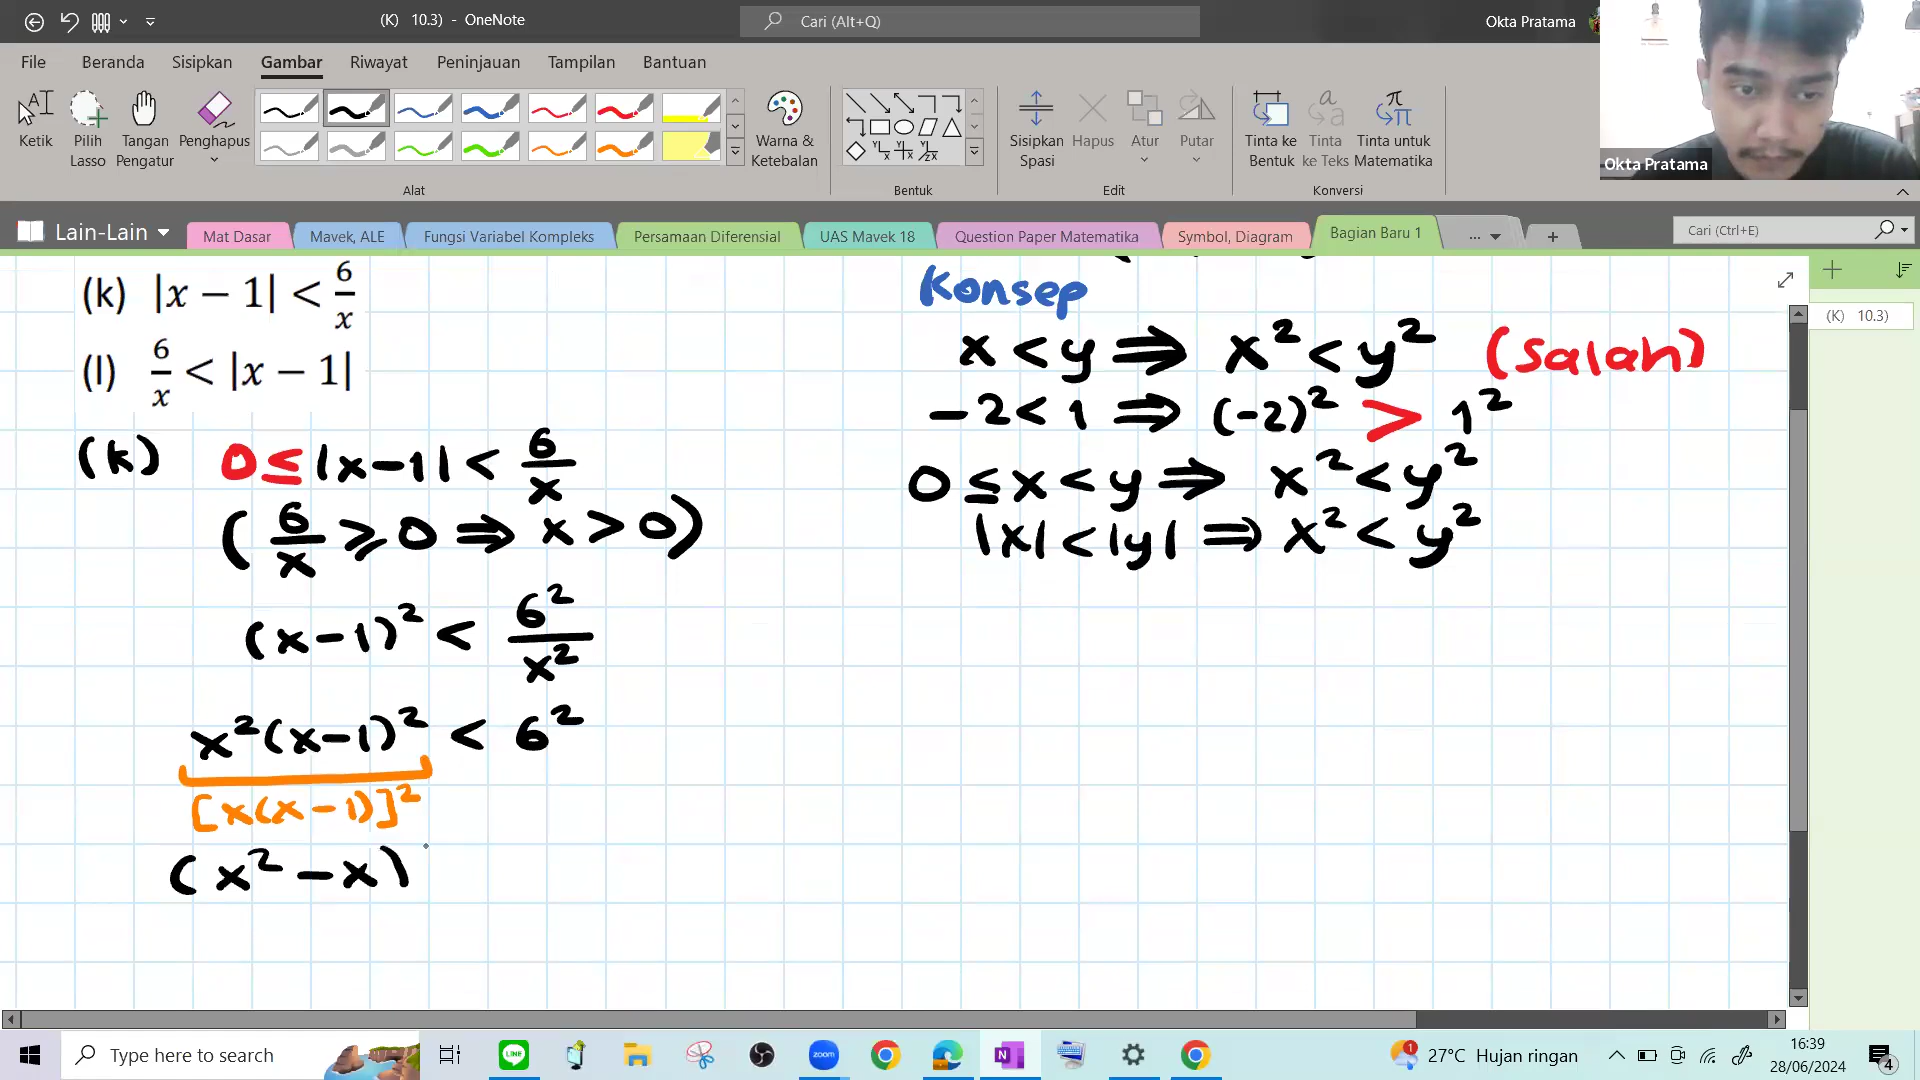 (K) 10.3) - OneNote
Cari (Alt+Q)
Okta Pratama
File Beranda Sisipkan Gambar Riwayat Peninjauan Tampilan Bantuan
Ketik
Pilih Lasso
Tangan Pengatur
Penghapus
Warna & Ketebalan
Sisipkan Spasi
Hapus
Atur
Putar
Tinta ke Bentuk
Tinta ke Teks
Tinta untuk Matematika
Alat
Bentuk
Edit
Konversi
Okta Pratama
Lain-Lain
Mat Dasar
Mavek, ALE
Fungsi Variabel Kompleks
Persamaan Diferensial
UAS Mavek 18
Question Paper Matematika
Symbol, Diagram
Bagian Baru 1
...
Cari (Ctrl+E)
(K) 10.3)
(k) |x − 1| < 6/x
(l) 6/x < |x − 1|
(k) 0 ≤ |x−1| < 6/x
(6/x ⩾ 0 ⇒ x > 0)
(x−1)² < 6²/x²
x²(x−1)² < 6²
[x(x−1)]²
(x² − x)
Konsep
x < y ⇒ x² < y² (Salah)
−2 < 1 ⇒ (−2)² > 1²
0 ≤ x < y ⇒ x² < y²
|x| < |y| ⇒ x² < y²
Type here to search
27°C Hujan ringan
16:39
28/06/2024